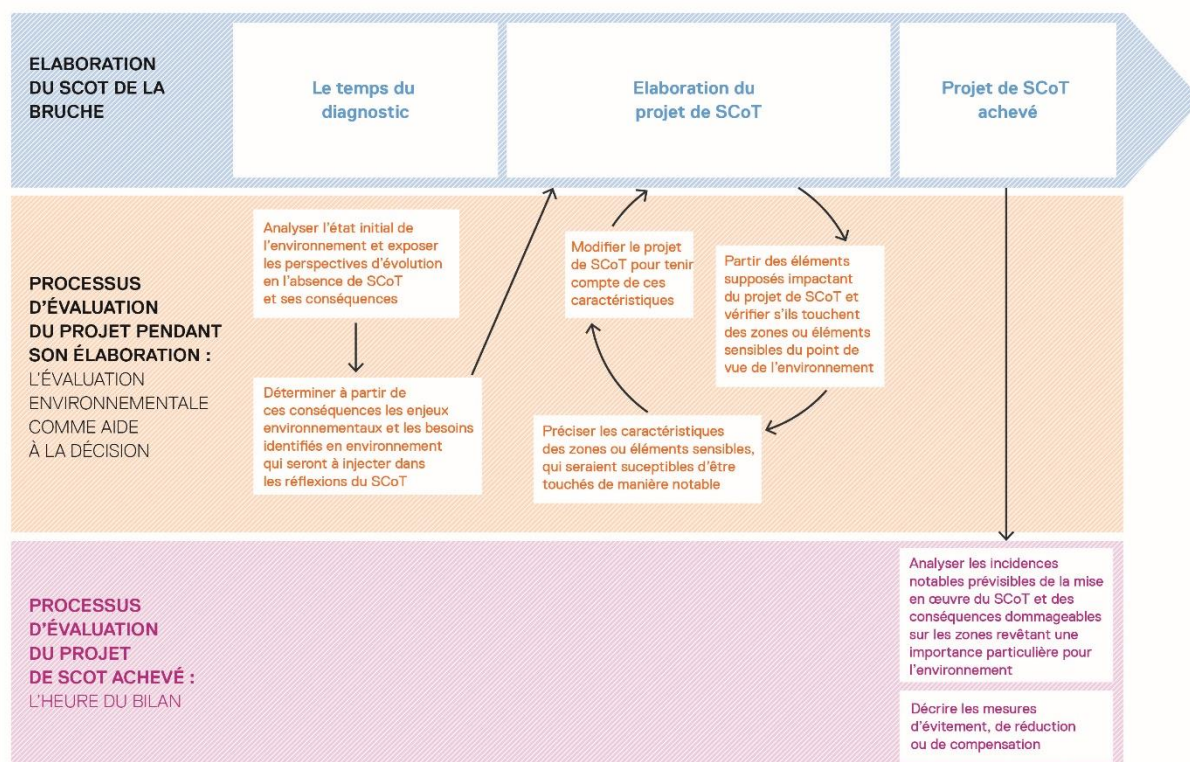 ELABORATION
DU SCOT DE LA
BRUCHE
Le temps du
diagnostic
Elaboration du
projet de SCoT
Projet de SCoT
achevé
PROCESSUS
D'ÉVALUATION
DU PROJET PENDANT
SON ÉLABORATION :
L'ÉVALUATION
ENVIRONNEMENTALE
COMME AIDE
À LA DÉCISION
Analyser l'état initial de
l'environnement et exposer
les perspectives d'évolution
en l'absence de SCoT
et ses conséquences
Déterminer à partir de
ces conséquences les enjeux
environnementaux et les besoins
identifiés en environnement
qui seront à injecter dans
les réflexions du SCoT
Modifier le projet
de SCoT pour tenir
compte de ces
caractéristiques
Partir des éléments
supposés impactant
du projet de SCoT et
vérifier s'ils touchent
des zones ou éléments
sensibles du point de
vue de l'environnement
Préciser les caractéristiques
des zones ou éléments sensibles,
qui seraient suceptibles d'être
touchés de manière notable
PROCESSUS
D'ÉVALUATION
DU PROJET
DE SCOT ACHEVÉ :
L'HEURE DU BILAN
Analyser les incidences
notables prévisibles de la mise
en œuvre du SCoT et des
conséquences dommageables
sur les zones revêtant une
importance particulière pour
l'environnement
Décrire les mesures
d'évitement, de réduction
ou de compensation